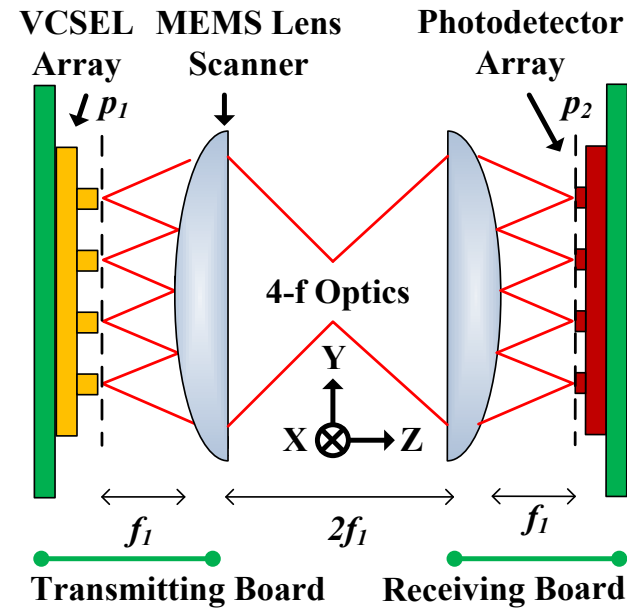 VCSEL
Array
MEMS Lens
Scanner
Photodetector
Array
p1
p2
4-f Optics
Y
X
Z
f1
2f1
f1
Transmitting Board
Receiving Board